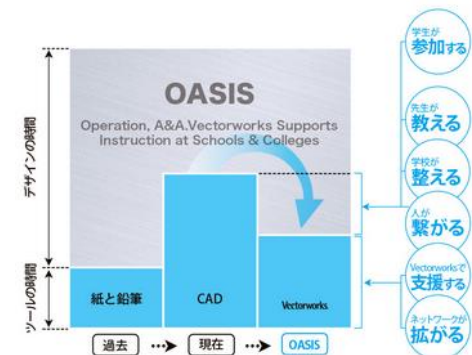 OASIS
Operation, A&A.Vectorworks Supports
Instruction at Schools & Colleges
デザインの時間
ツールの時間
紙と鉛筆
CAD
Vectorworks
過去
現在
OASIS
学生が
参加する
先生が
教える
学校が
整える
人が
繋がる
Vectorworksで
支援する
ネットワークが
拡がる